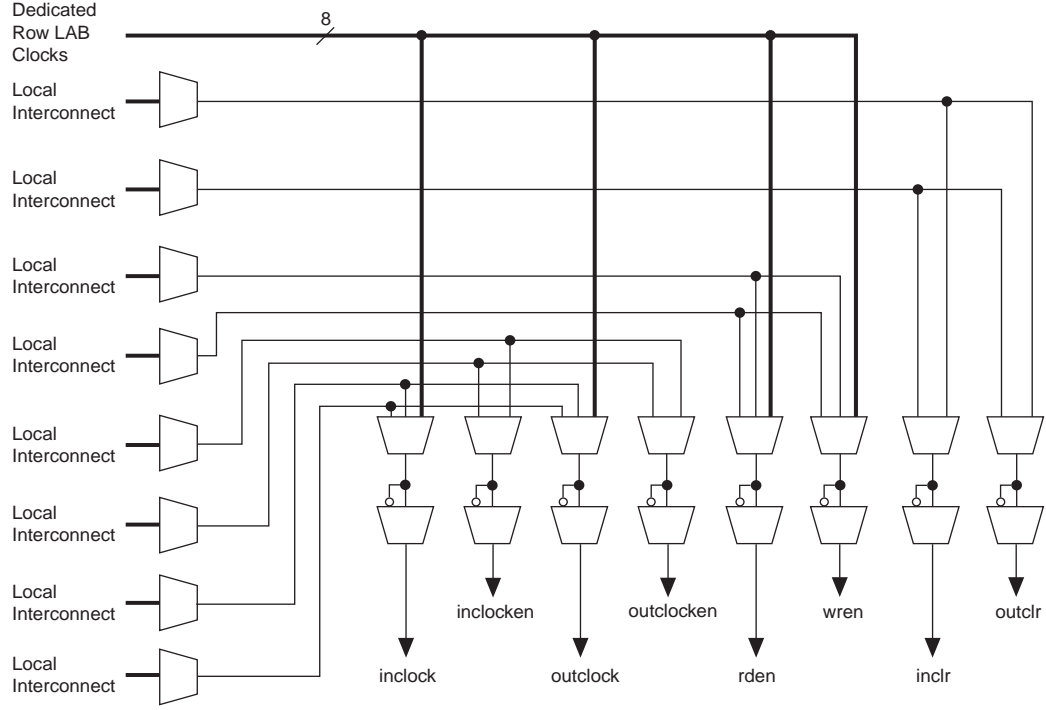 Dedicated
Row LAB
Clocks
8
Local
Interconnect
Local
Interconnect
Local
Interconnect
Local
Interconnect
Local
Interconnect
Local
Interconnect
Local
Interconnect
Local
Interconnect
inclocken
outclocken
wren
outclr
inclock
outclock
rden
inclr